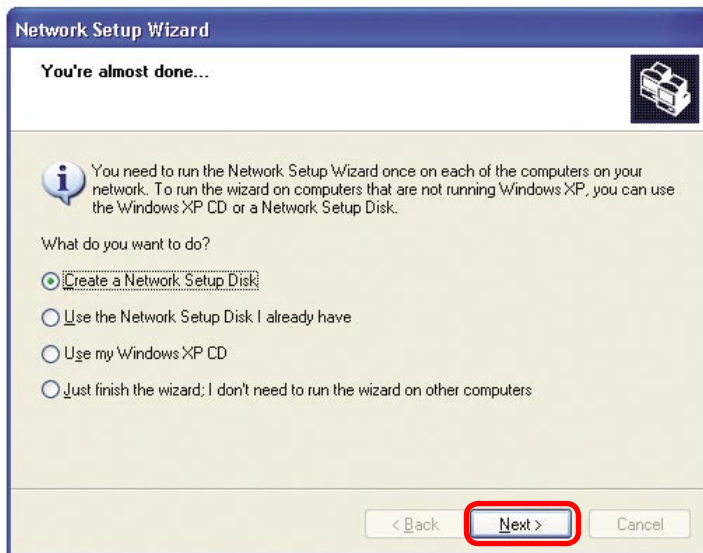 Network Setup Wizard
You're almost done...
You need to run the Network Setup Wizard once on each of the computers on your
network. To run the wizard on computers that are not running Windows XP, you can use
the Windows XP CD or a Network Setup Disk.
What do you want to do?
Create a Network Setup Disk
Use the Network Setup Disk I already have
Use my Windows XP CD
Just finish the wizard; I don't need to run the wizard on other computers
< Back Next > Cancel